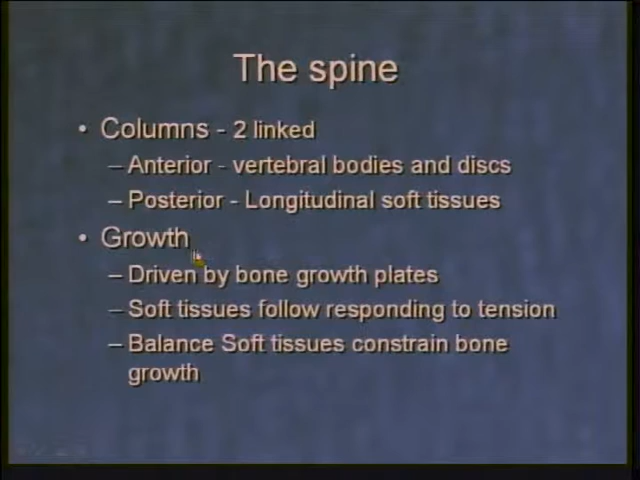 The spine
• Columns - 2 linked
– Anterior - vertebral bodies and discs
– Posterior - Longitudinal soft tissues
• Growth
– Driven by bone growth plates
– Soft tissues follow responding to tension
– Balance Soft tissues constrain bone
growth